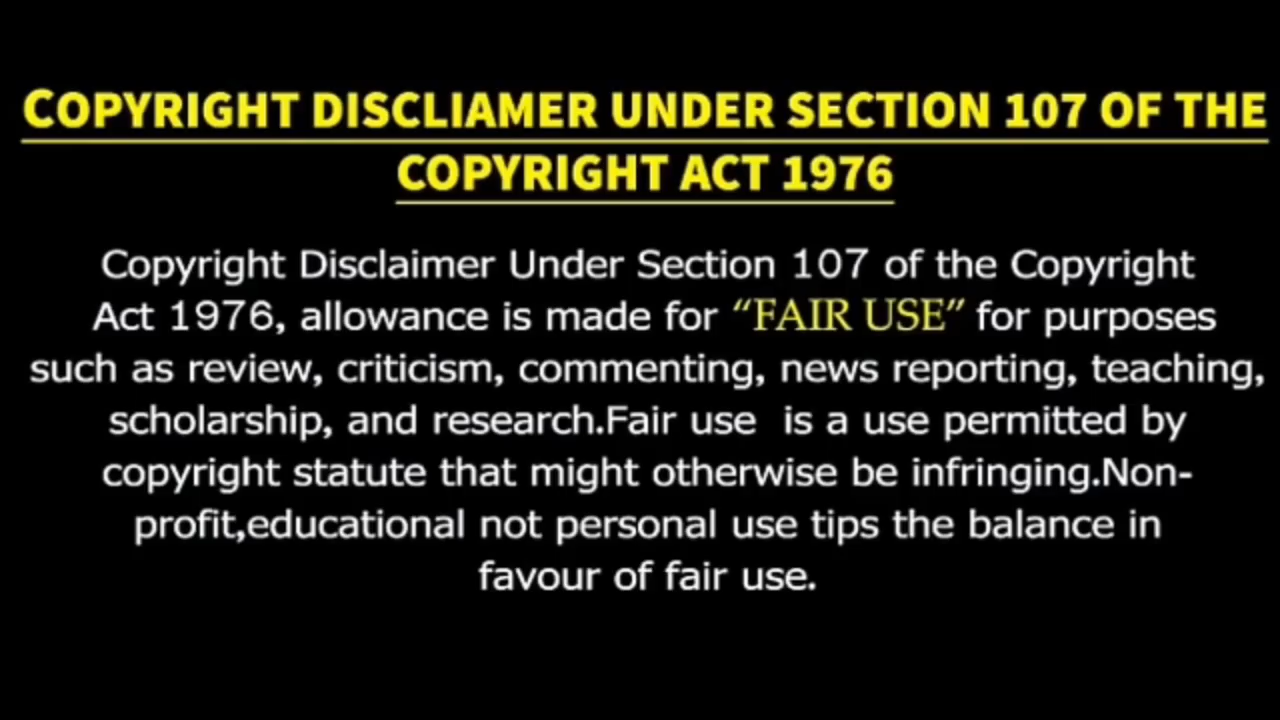 COPYRIGHT DISCLIAMER UNDER SECTION 107 OF THE
COPYRIGHT ACT 1976
Copyright Disclaimer Under Section 107 of the Copyright
Act 1976, allowance is made for “FAIR USE” for purposes
such as review, criticism, commenting, news reporting, teaching,
scholarship, and research.Fair use  is a use permitted by
copyright statute that might otherwise be infringing.Non-
profit,educational not personal use tips the balance in
favour of fair use.